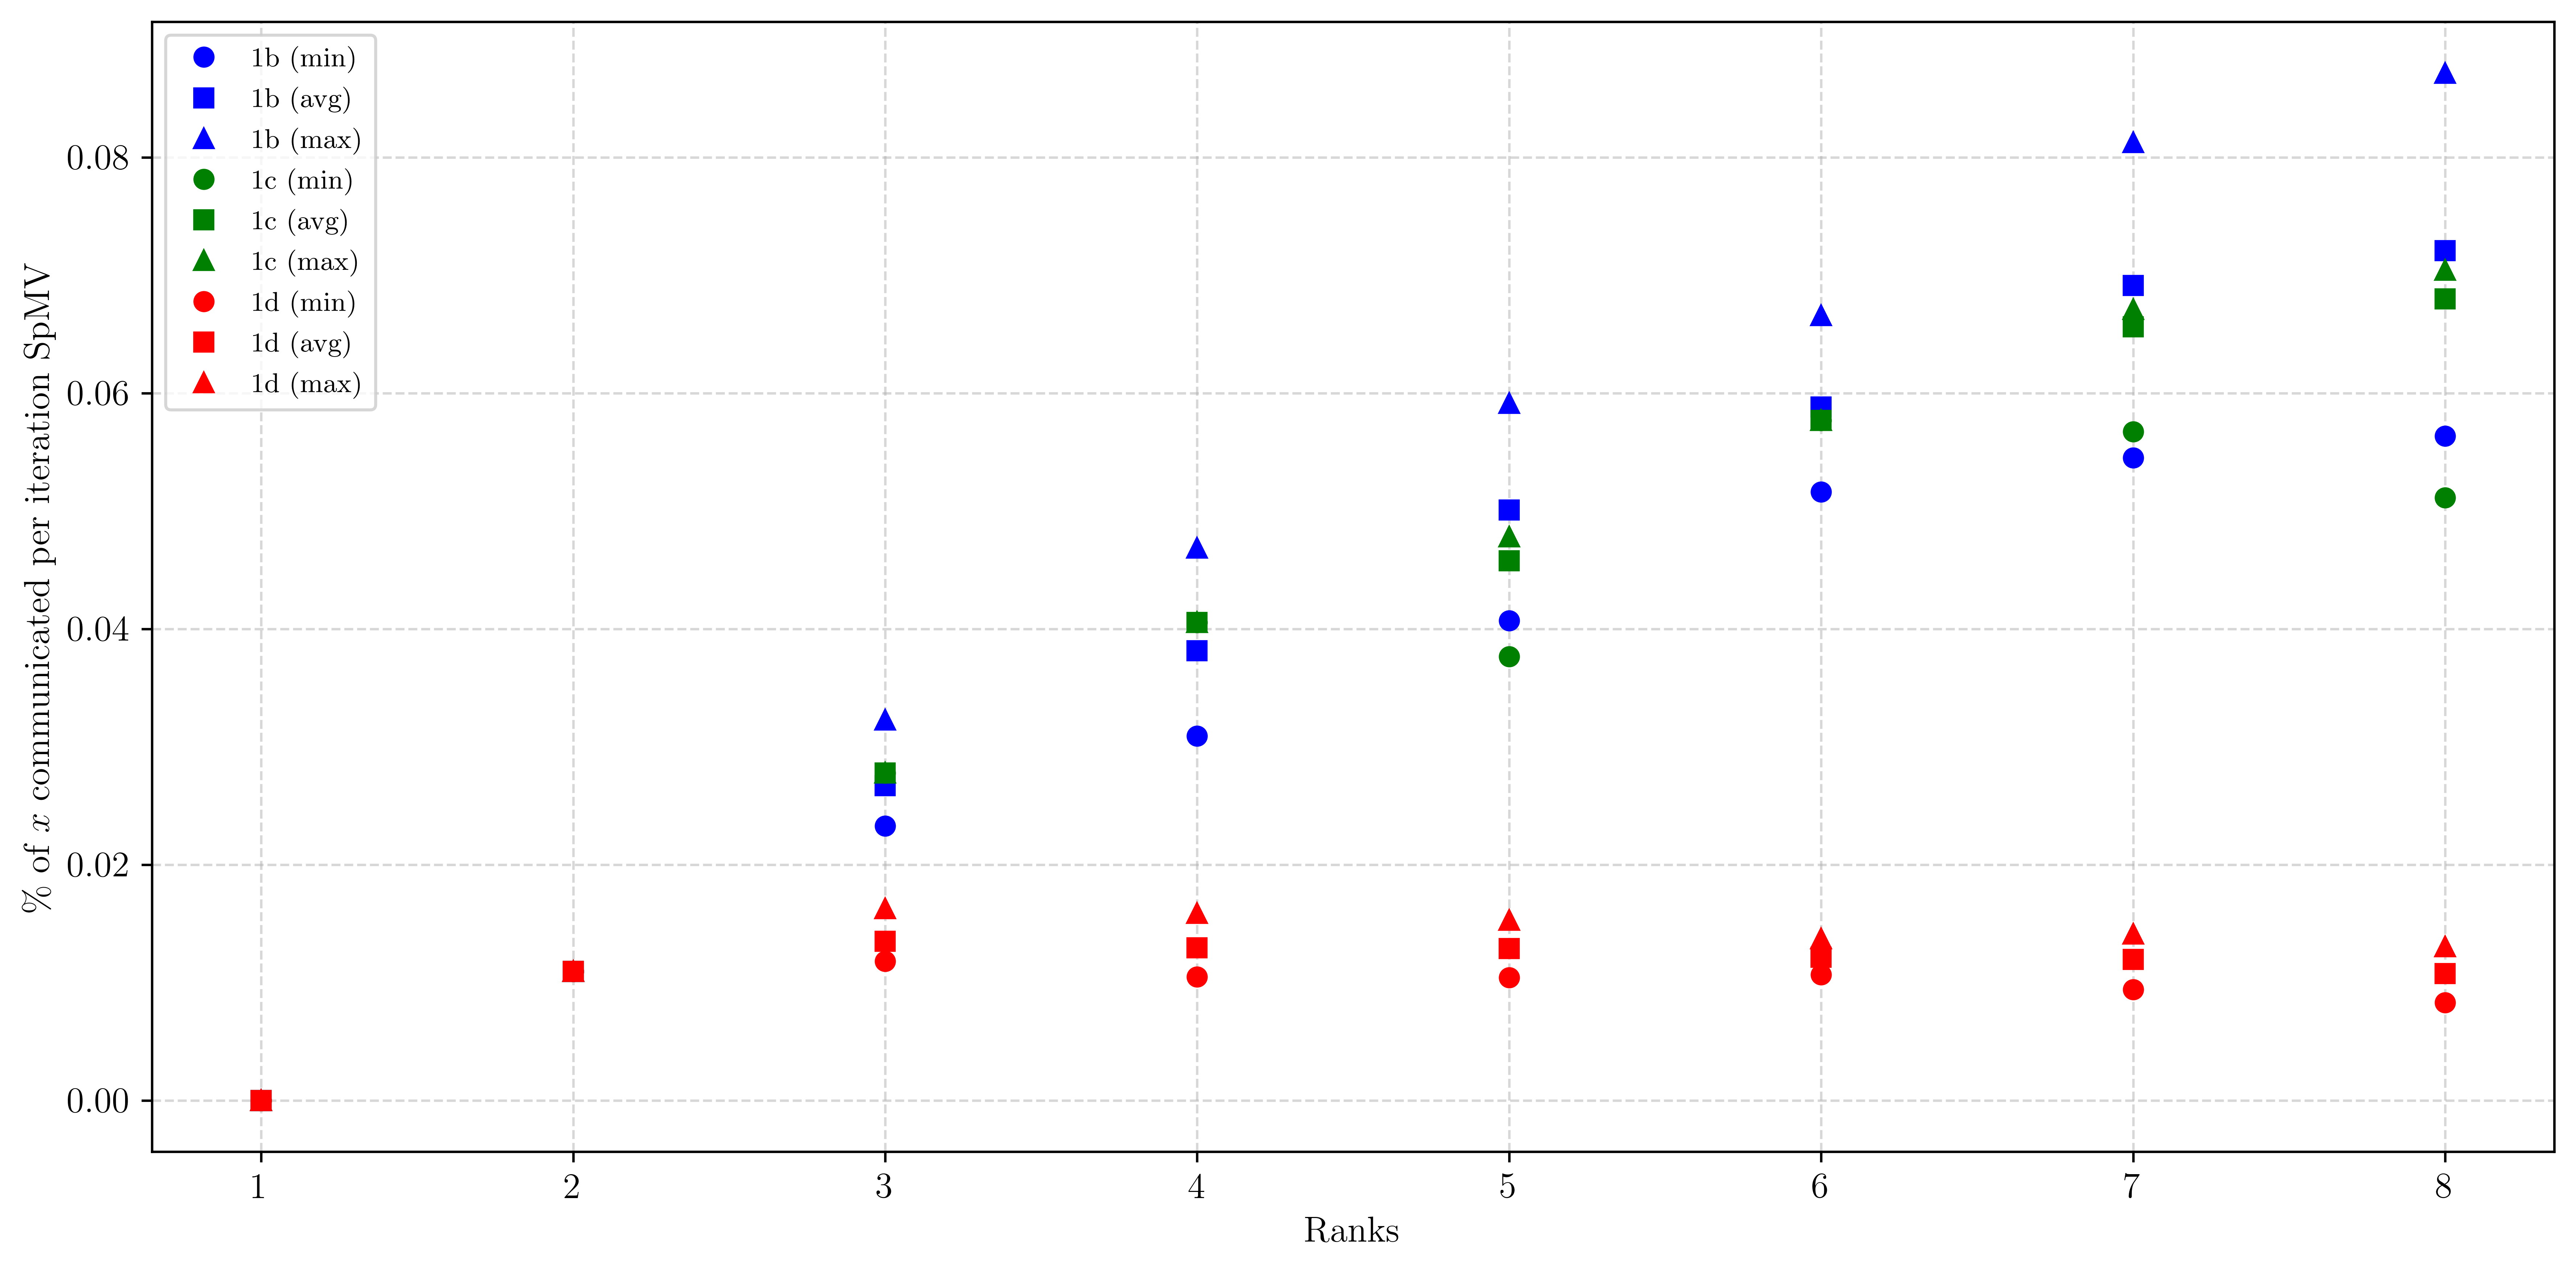 1b (min)
1b (avg)
1b (max)
1c (min)
1c (avg)
1c (max)
1d (min)
1d (avg)
1d (max)
% of x communicated per iteration SpMV
0.08
0.06
0.04
0.02
0.00
1 2 3 4 5 6 7 8
Ranks